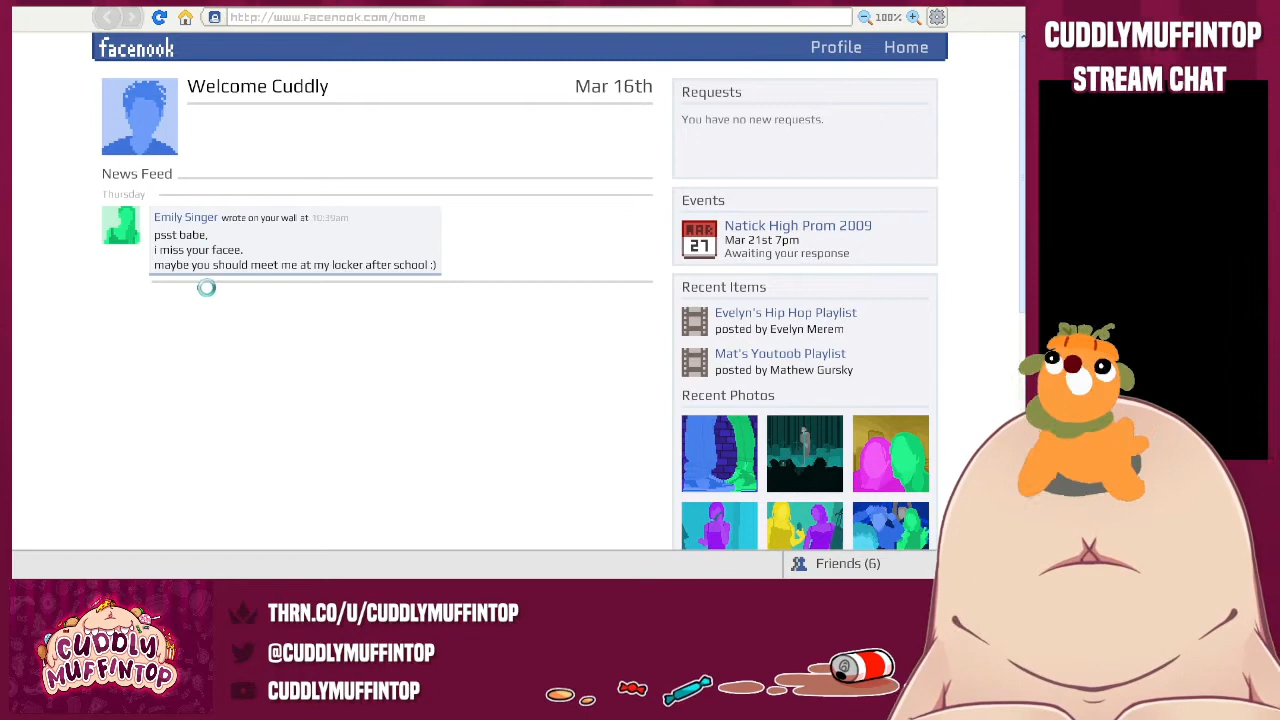 http://www.facenook.com/home
100%
facenook
Profile
Home
Welcome Cuddly
Mar 16th
News Feed
Thursday
Emily Singer wrote on your wall at 10:39am
psst babe,
i miss your facee.
maybe you should meet me at my locker after school :)
Requests
You have no new requests.
Events
MAR
27
Natick High Prom 2009
Mar 21st 7pm
Awaiting your response
Recent Items
Evelyn's Hip Hop Playlist
posted by Evelyn Merem
Mat's Youtoob Playlist
posted by Mathew Gursky
Recent Photos
Friends (6)
CUDDLYMUFFINTOP
STREAM CHAT
CUDDLY
MUFFINTOP
THRN.CO/U/CUDDLYMUFFINTOP
@CUDDLYMUFFINTOP
CUDDLYMUFFINTOP